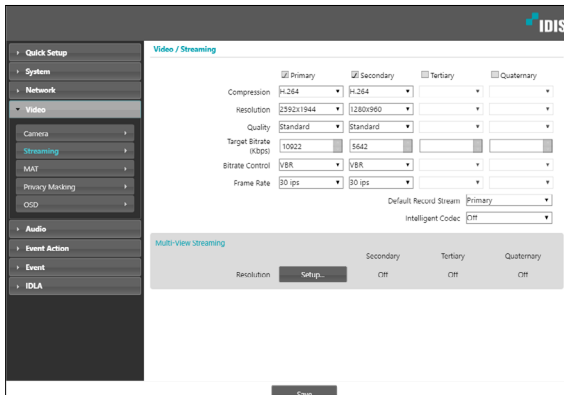 IDIS
Quick Setup
System
Network
Video
Camera
Streaming
MAT
Privacy Masking
OSD
Audio
Event Action
Event
IDLA
Video / Streaming
Primary Secondary Tertiary Quaternary
Compression H.264 H.264
Resolution 2592x1944 1280x960
Quality Standard Standard
Target Bitrate (Kbps) 10922 5642
Bitrate Control VBR VBR
Frame Rate 30 ips 30 ips
Default Record Stream Primary
Intelligent Codec Off
Multi-View Streaming
Secondary Tertiary Quaternary
Resolution Setup... Off Off Off
Save